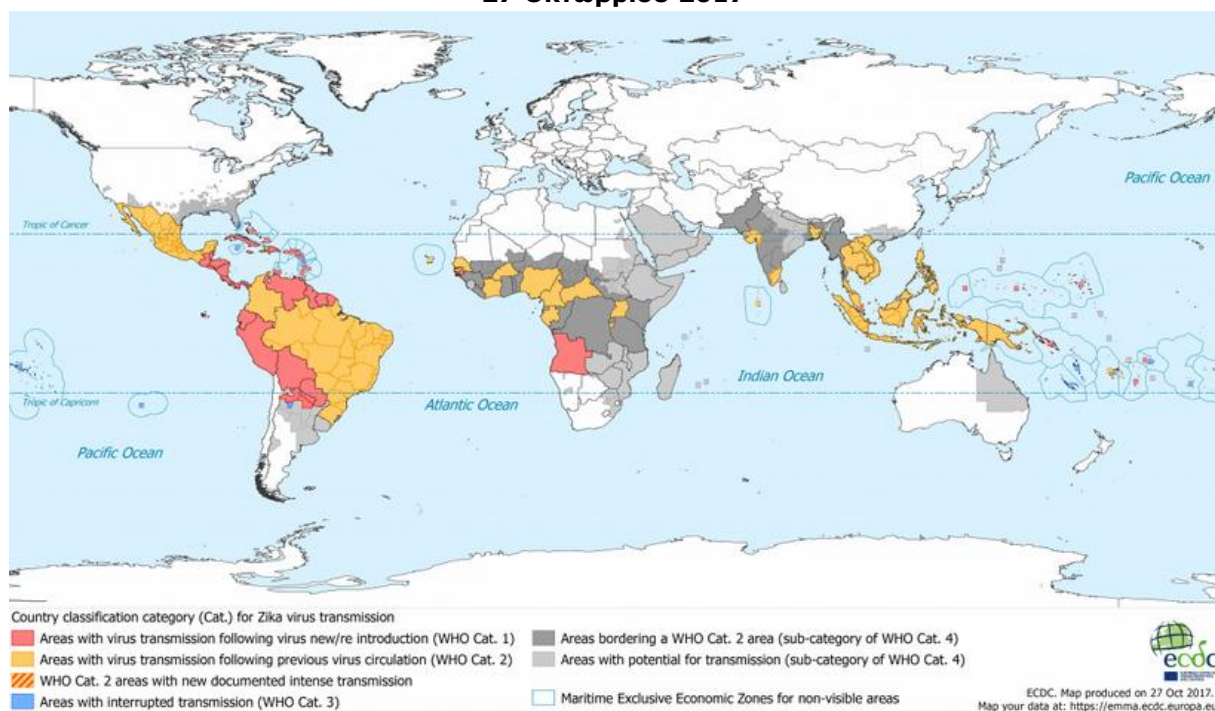 27 Οκτωβρίου 2017
Pacific Ocean
Tropic of Cancer
Indian Ocean
Atlantic Ocean
Tropic of Capricorn
Pacific Ocean
Country classification category (Cat.) for Zika virus transmission
Areas with virus transmission following virus new/re introduction (WHO Cat. 1)
Areas with virus transmission following previous virus circulation (WHO Cat. 2)
WHO Cat. 2 areas with new documented intense transmission
Areas with interrupted transmission (WHO Cat. 3)
Areas bordering a WHO Cat. 2 area (sub-category of WHO Cat. 4)
Areas with potential for transmission (sub-category of WHO Cat. 4)
Maritime Exclusive Economic Zones for non-visible areas
ecdc
ECDC. Map produced on 27 Oct 2017.
Map your data at: https://emma.ecdc.europa.eu